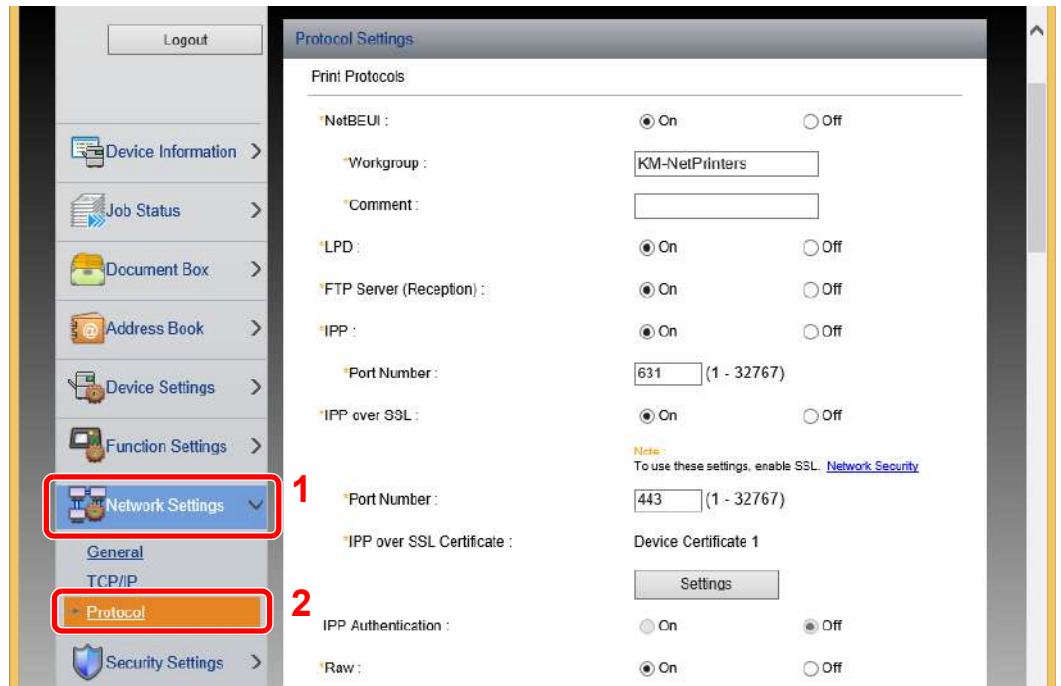 Logout
Device Information
Job Status
Document Box
Address Book
Device Settings
Function Settings
Network Settings
1
General
TCP/IP
Protocol
2
Security Settings
Protocol Settings
Print Protocols
*NetBEUI : On Off
*Workgroup : KM-NetPrinters
*Comment :
*LPD : On Off
*FTP Server (Reception) : On Off
*IPP : On Off
*Port Number : 631 (1 - 32767)
*IPP over SSL : On Off
Note :
To use these settings, enable SSL. Network Security
*Port Number : 443 (1 - 32767)
*IPP over SSL Certificate : Device Certificate 1
Settings
IPP Authentication : On Off
*Raw : On Off